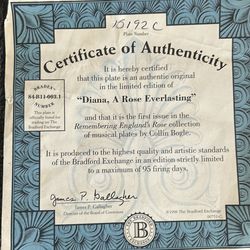 15192C
Plate Number
Certificate of Authenticity
BRADEX
84-B11-003.1
NUMBER
This plate is
officially listed for
trading on The
Bradford Exchange
It is hereby certified
that this plate is an authentic original
in the limited edition of
"Diana, A Rose Everlasting"
and that it is the first issue in the
Remembering England's Rose collection
of musical plates by Collin Bogle.
It is produced to the highest quality and artistic standards
of the Bradford Exchange in an edition strictly limited
to a maximum of 95 firing days.
James P. Gallagher
James P. Gallagher
Director of the Board of Governors
B
©1998 The Bradford Exchange